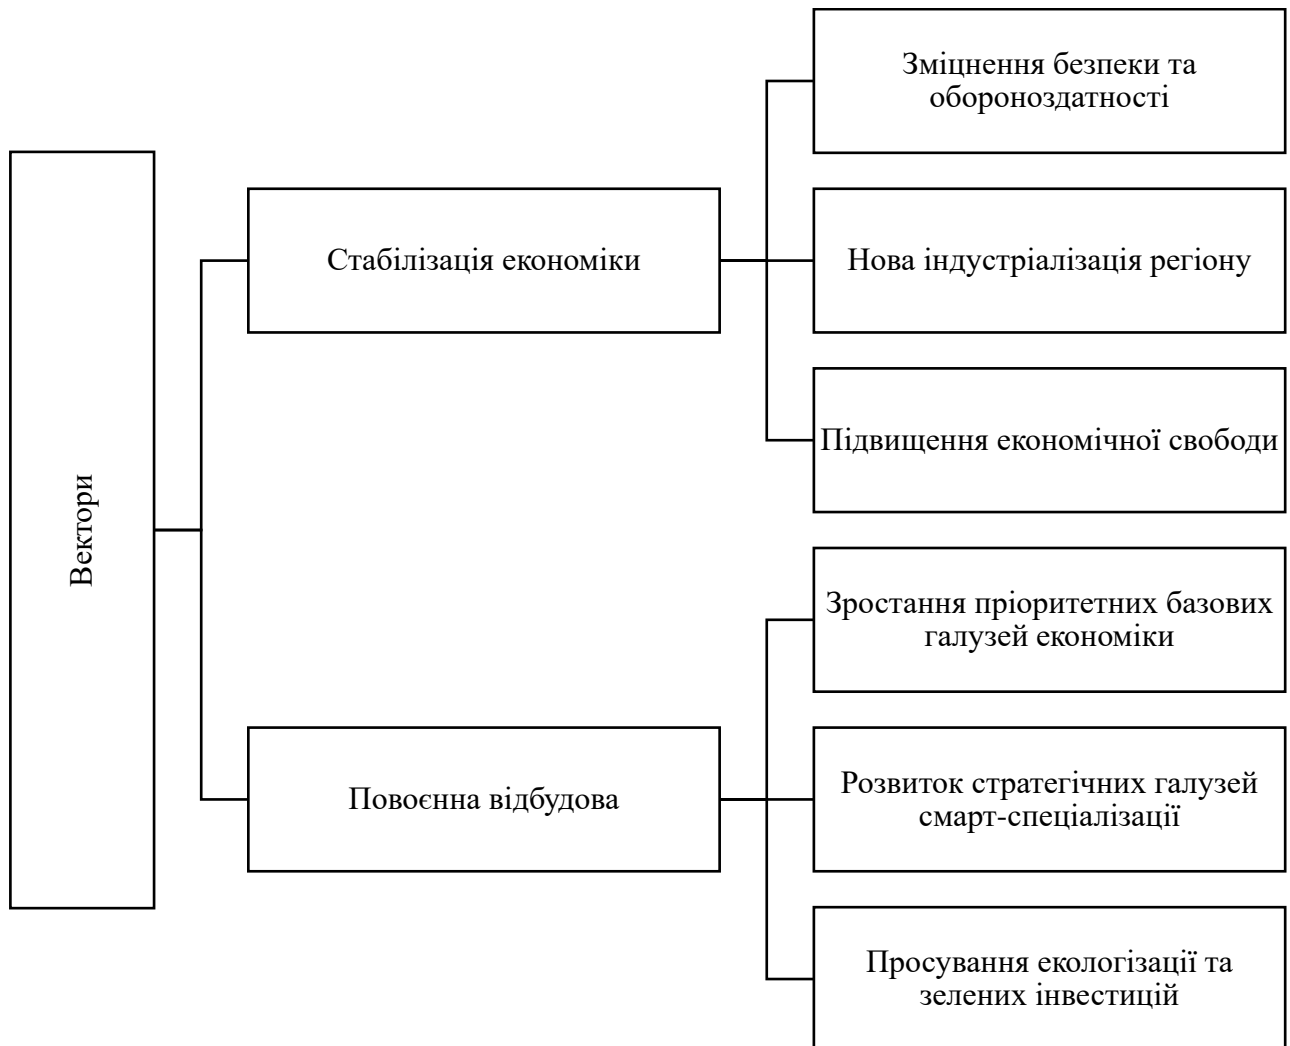 Вектори
Стабілізація економіки
Зміцнення безпеки та
обороноздатності
Нова індустріалізація регіону
Підвищення економічної свободи
Повоєнна відбудова
Зростання пріоритетних базових
галузей економіки
Розвиток стратегічних галузей
смарт-спеціалізації
Просування екологізації та
зелених інвестицій